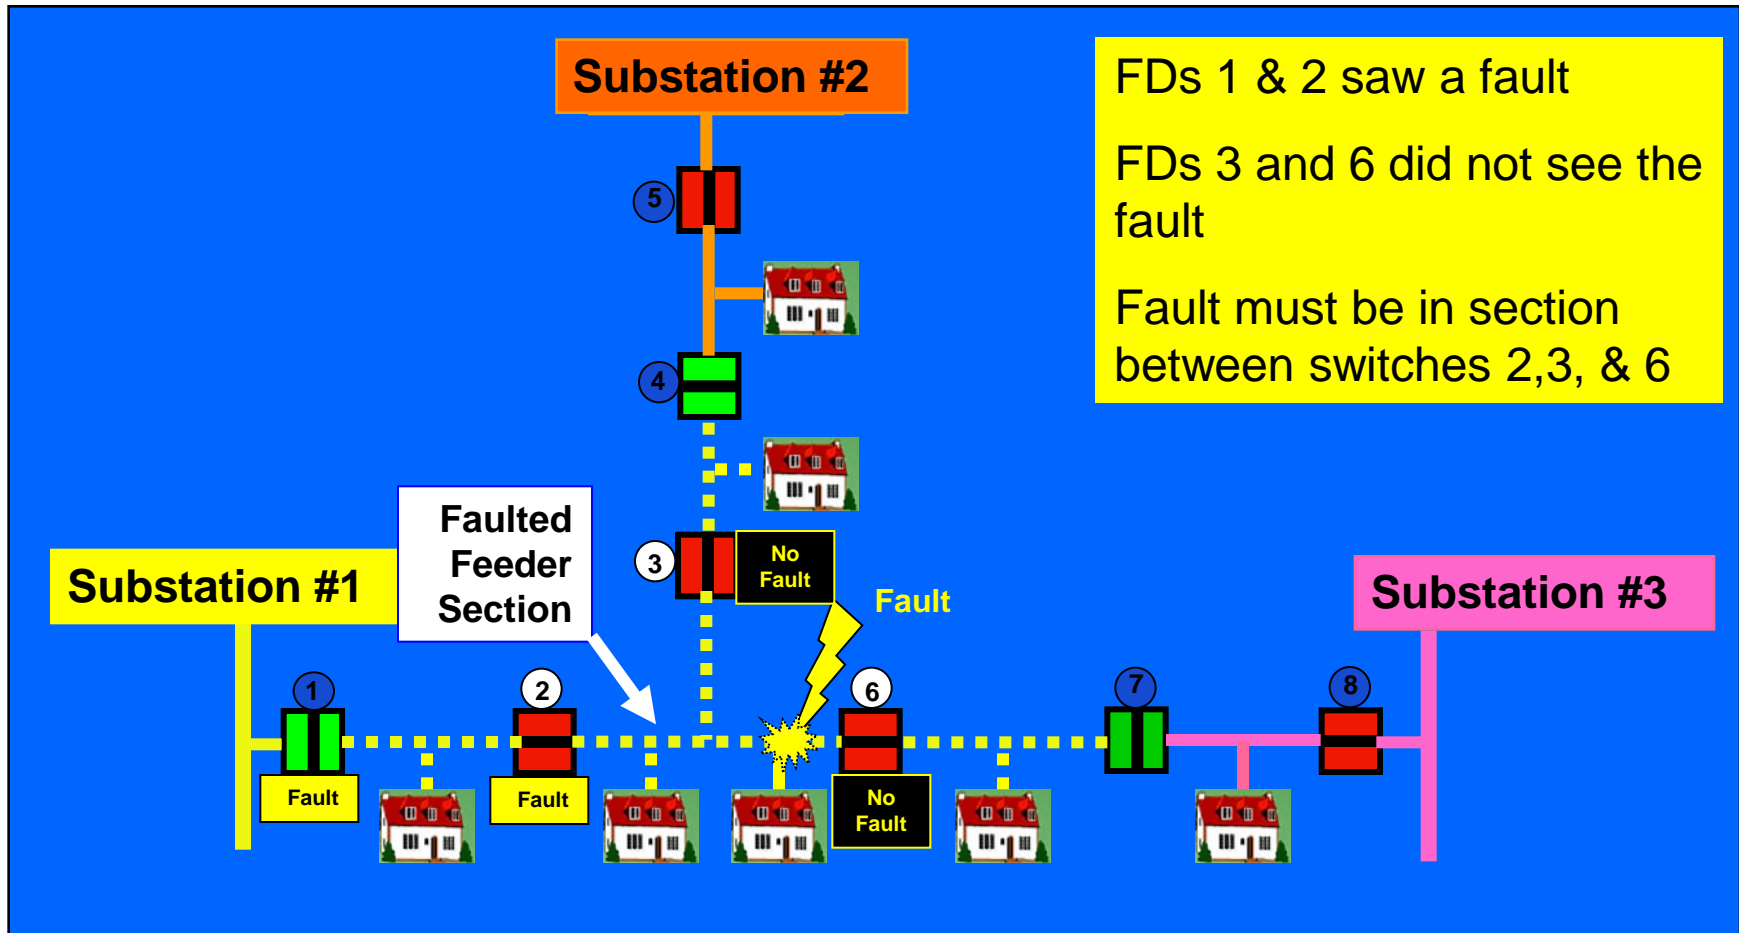 Substation #2
FDs 1 & 2 saw a fault
FDs 3 and 6 did not see the
fault
Fault must be in section
between switches 2,3, & 6
5
4
Faulted
Feeder
Section
3
No
Fault
Fault
Substation #1
Substation #3
1
2
6
7
8
Fault
Fault
No
Fault